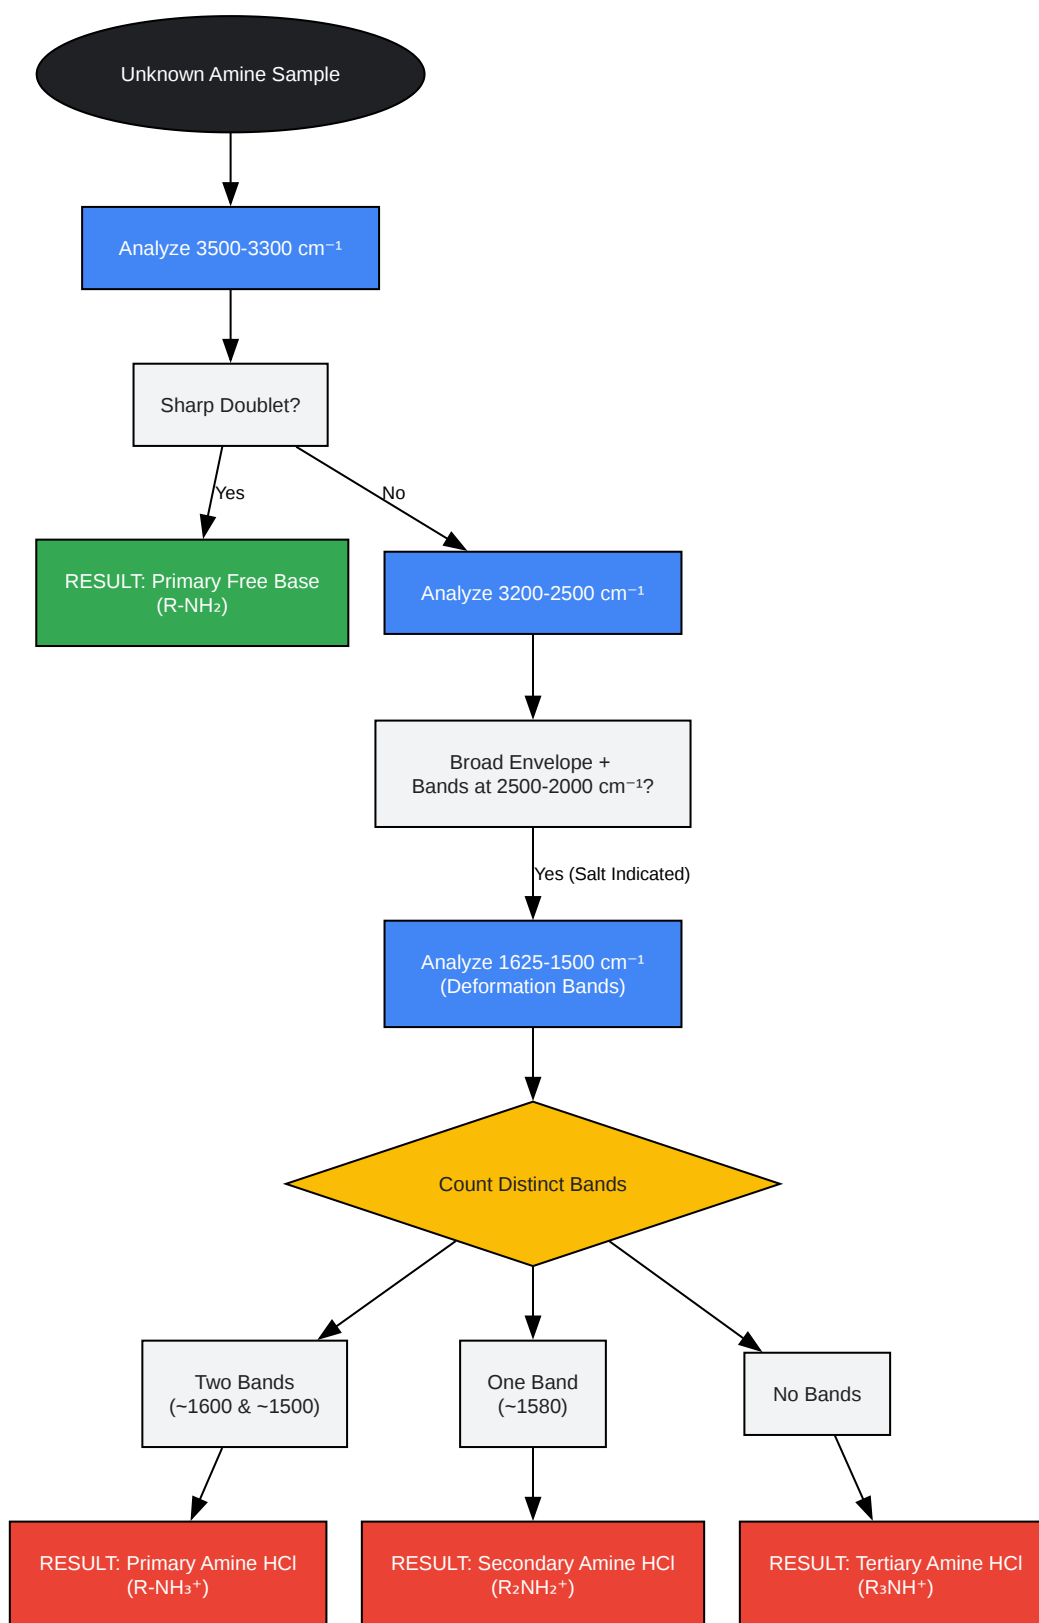 Unknown Amine Sample
Analyze 3500-3300 cm⁻¹
Sharp Doublet?
Yes
No
RESULT: Primary Free Base
(R-NH₂)
Analyze 3200-2500 cm⁻¹
Broad Envelope +
Bands at 2500-2000 cm⁻¹?
Yes (Salt Indicated)
Analyze 1625-1500 cm⁻¹
(Deformation Bands)
Count Distinct Bands
Two Bands
(~1600 & ~1500)
One Band
(~1580)
No Bands
RESULT: Primary Amine HCl
(R-NH₃⁺)
RESULT: Secondary Amine HCl
(R₂NH₂⁺)
RESULT: Tertiary Amine HCl
(R₃NH⁺)